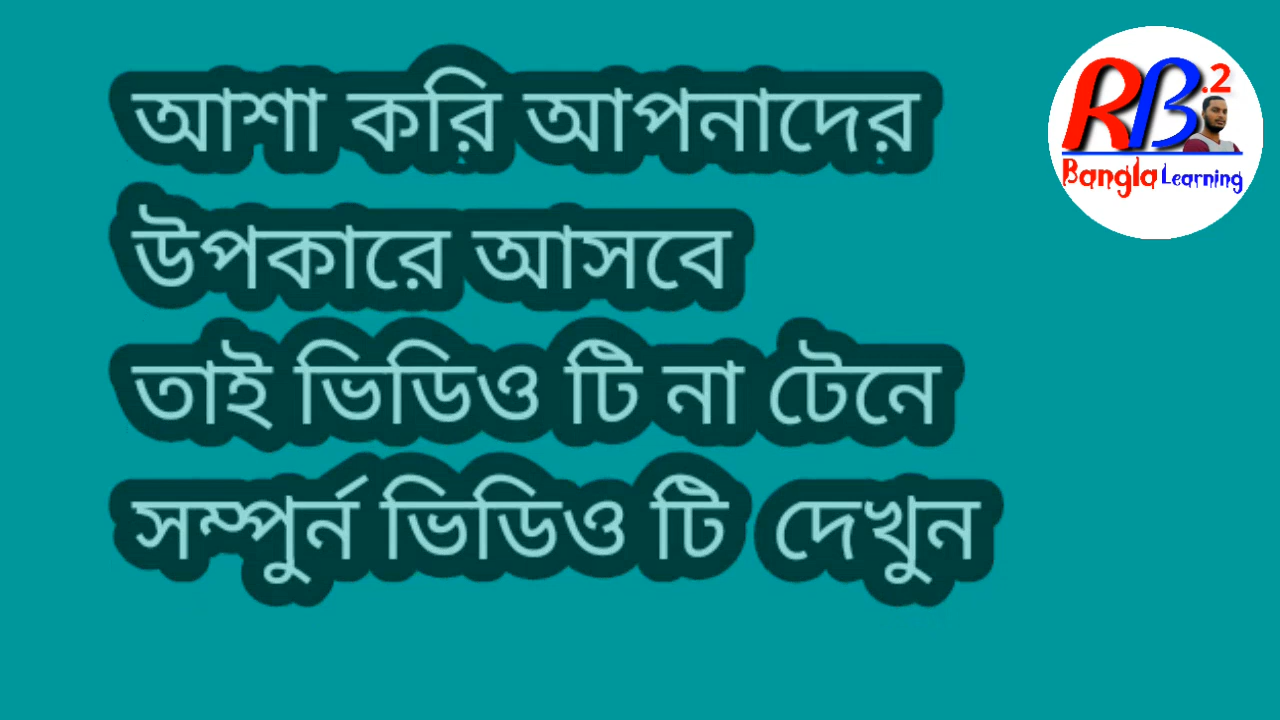 আশা করি আপনাদের
উপকারে আসবে
তাই ভিডিও টি না টেনে
সম্পুর্ন ভিডিও টি দেখুন
RB.2
Bangla Learning